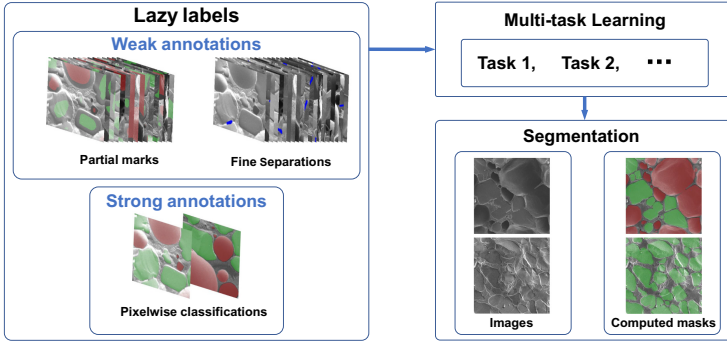 Lazy labels
Weak annotations
Partial marks
Fine Separations
Strong annotations
Pixelwise classifications
Multi-task Learning
Task 1, Task 2, •••
Segmentation
Images
Computed masks